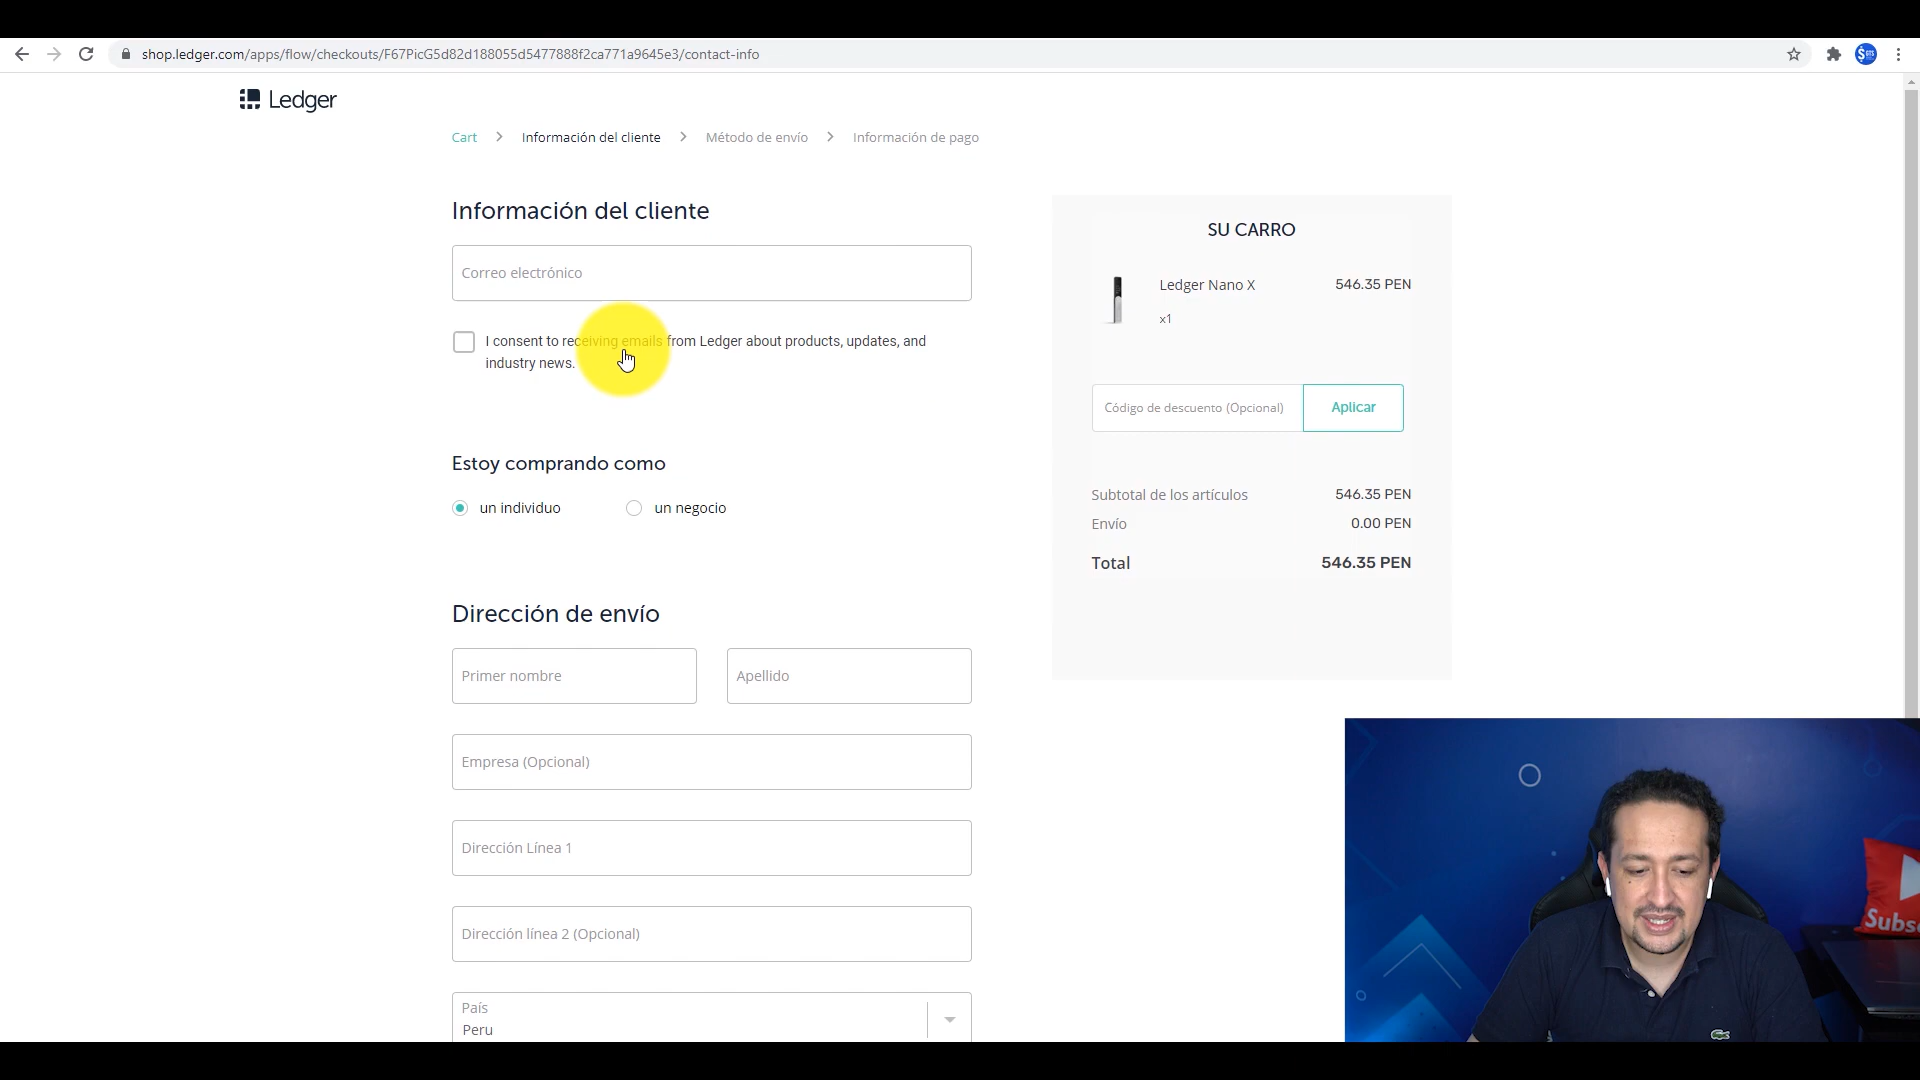 shop.ledger.com/apps/flow/checkouts/F67PicG5d82d188055d5477888f2ca771a9645e3/contact-info
Ledger
Cart > Información del cliente > Método de envío > Información de pago
Información del cliente
Correo electrónico
I consent to receiving emails from Ledger about products, updates, and
industry news.
Estoy comprando como
un individuo un negocio
Dirección de envío
Primer nombre Apellido
Empresa (Opcional)
Dirección Línea 1
Dirección línea 2 (Opcional)
País
Peru
SU CARRO
Ledger Nano X 546.35 PEN
x1
Código de descuento (Opcional) Aplicar
Subtotal de los artículos 546.35 PEN
Envío 0.00 PEN
Total 546.35 PEN
Subs